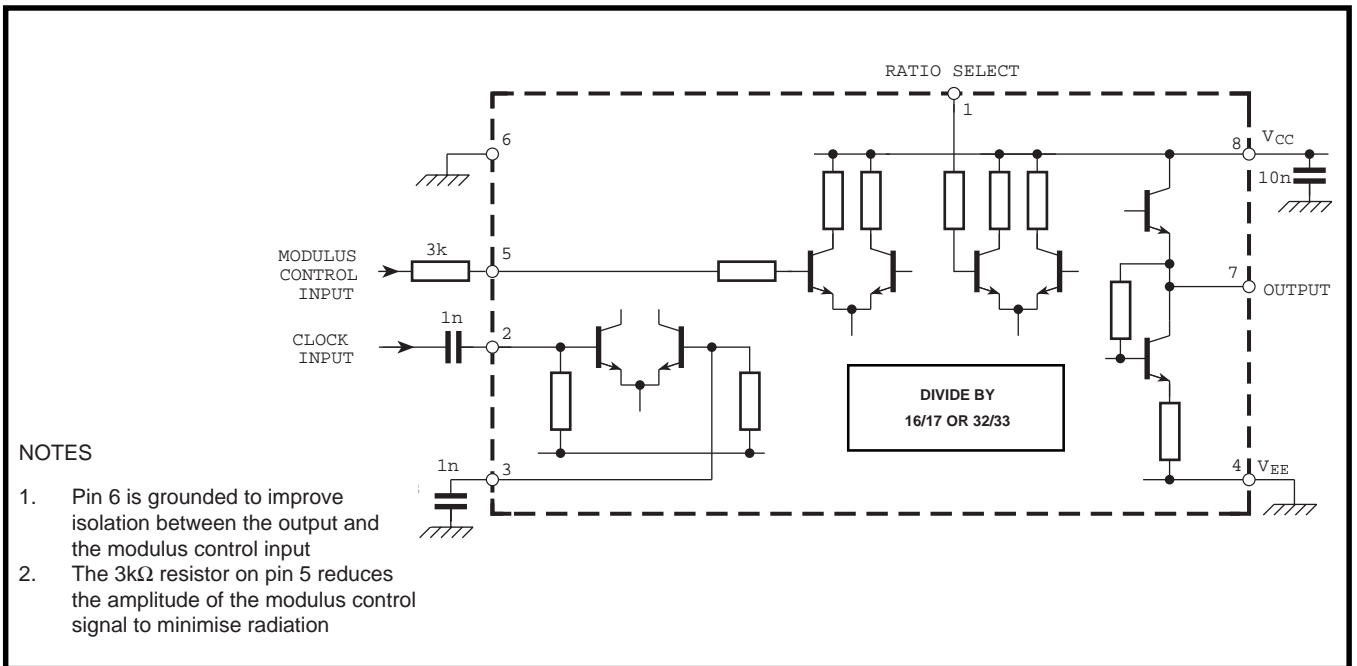 RATIO SELECT
1
6
8
VCC
10n
MODULUS
CONTROL
INPUT
3k
5
7
OUTPUT
CLOCK
INPUT
1n
2
DIVIDE BY
16/17 OR 32/33
1n
3
4
VEE
NOTES
1. Pin 6 is grounded to improve
isolation between the output and
the modulus control input
2. The 3kΩ resistor on pin 5 reduces
the amplitude of the modulus control
signal to minimise radiation